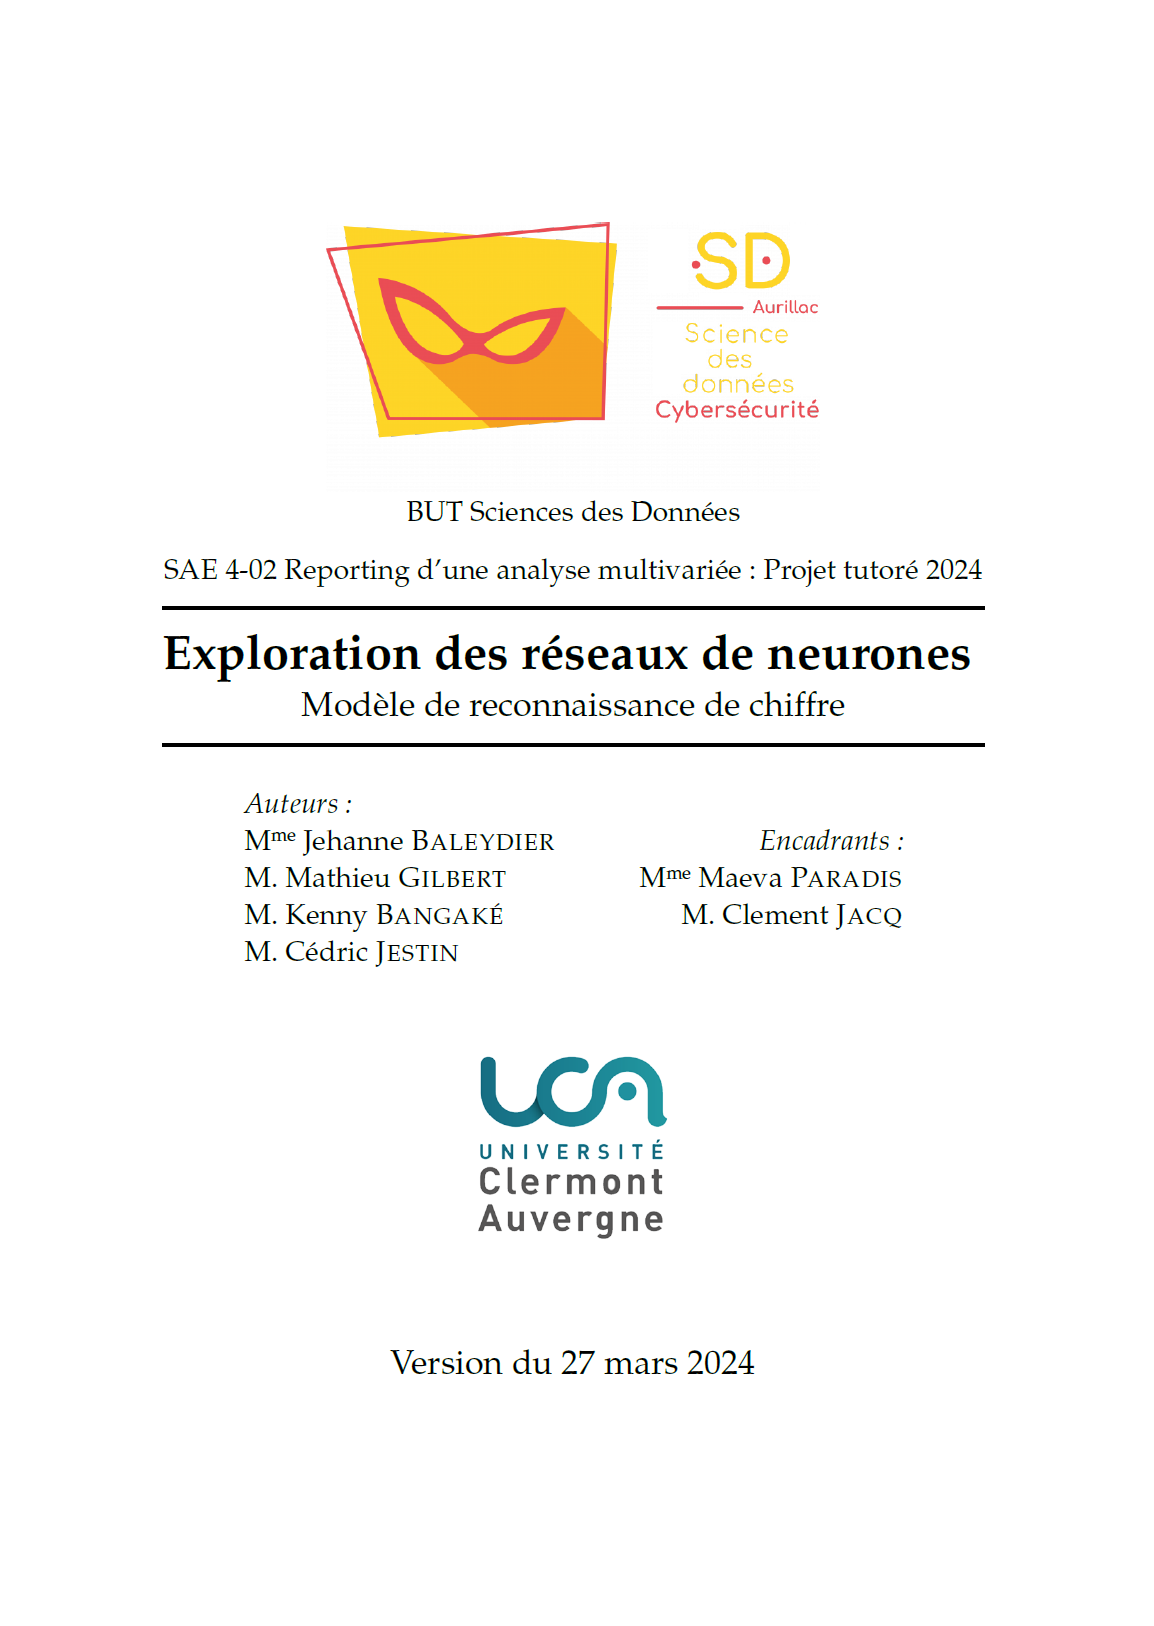 SD
Aurillac
Science
des
données
Cybersécurité
BUT Sciences des Données
SAE 4-02 Reporting d'une analyse multivariée : Projet tutoré 2024
Exploration des réseaux de neurones
Modèle de reconnaissance de chiffre
Auteurs :
Mme Jehanne BALEYDIER
M. Mathieu GILBERT
M. Kenny BANGAKÉ
M. Cédric JESTIN
Encadrants :
Mme Maeva PARADIS
M. Clement JACQ
UCA
UNIVERSITÉ
Clermont
Auvergne
Version du 27 mars 2024